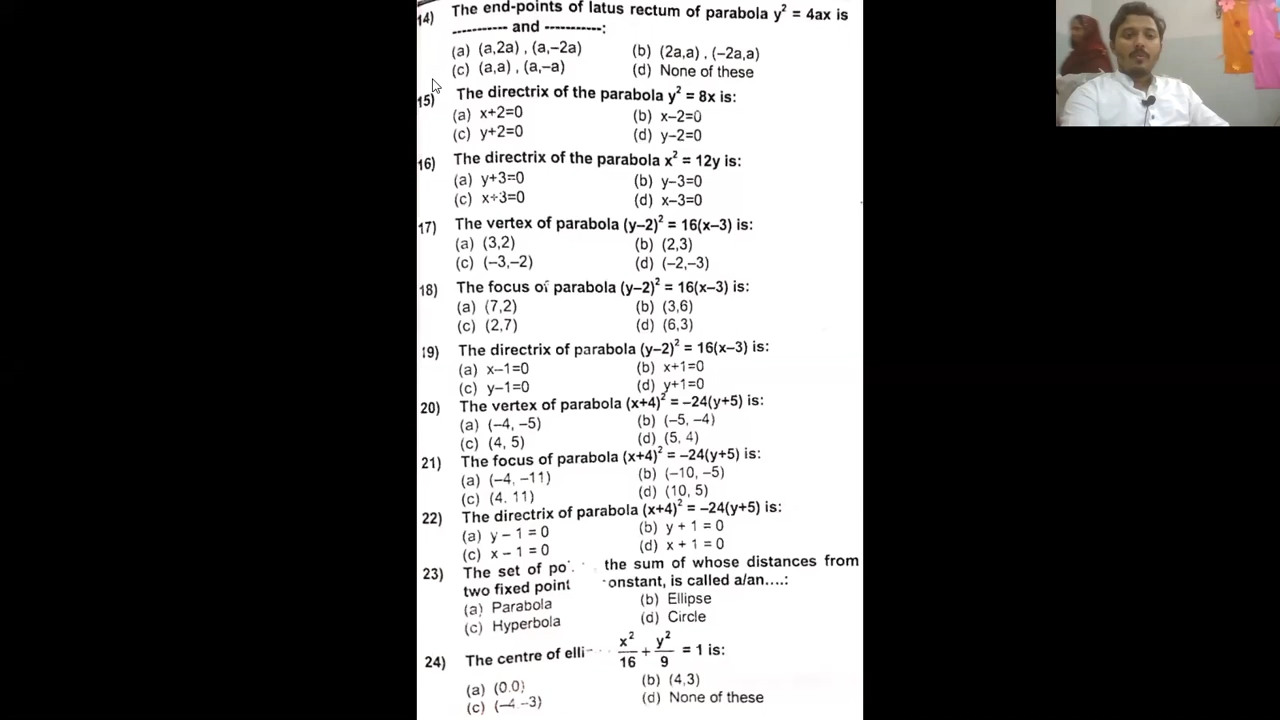 14) The end-points of latus rectum of parabola y² = 4ax is
----------- and -----------:
(a) (a,2a) , (a,−2a) (b) (2a,a) , (−2a,a)
(c) (a,a) , (a,−a) (d) None of these
15) The directrix of the parabola y² = 8x is:
(a) x+2=0 (b) x−2=0
(c) y+2=0 (d) y−2=0
16) The directrix of the parabola x² = 12y is:
(a) y+3=0 (b) y−3=0
(c) x+3=0 (d) x−3=0
17) The vertex of parabola (y−2)² = 16(x−3) is:
(a) (3,2) (b) (2,3)
(c) (−3,−2) (d) (−2,−3)
18) The focus of parabola (y−2)² = 16(x−3) is:
(a) (7,2) (b) (3,6)
(c) (2,7) (d) (6,3)
19) The directrix of parabola (y−2)² = 16(x−3) is:
(a) x−1=0 (b) x+1=0
(c) y−1=0 (d) y+1=0
20) The vertex of parabola (x+4)² = −24(y+5) is:
(a) (−4, −5) (b) (−5, −4)
(c) (4, 5) (d) (5, 4)
21) The focus of parabola (x+4)² = −24(y+5) is:
(a) (−4, −11) (b) (−10, −5)
(c) (4. 11) (d) (10, 5)
22) The directrix of parabola (x+4)² = −24(y+5) is:
(a) y − 1 = 0 (b) y + 1 = 0
(c) x − 1 = 0 (d) x + 1 = 0
23) The set of the sum of whose distances from
two fixed point onstant, is called a/an....:
(a) Parabola (b) Ellipse
(c) Hyperbola (d) Circle
24) The centre of elli x²/16 + y²/9 = 1 is:
(a) (0.0) (b) (4,3)
(c) (−4 −3) (d) None of these